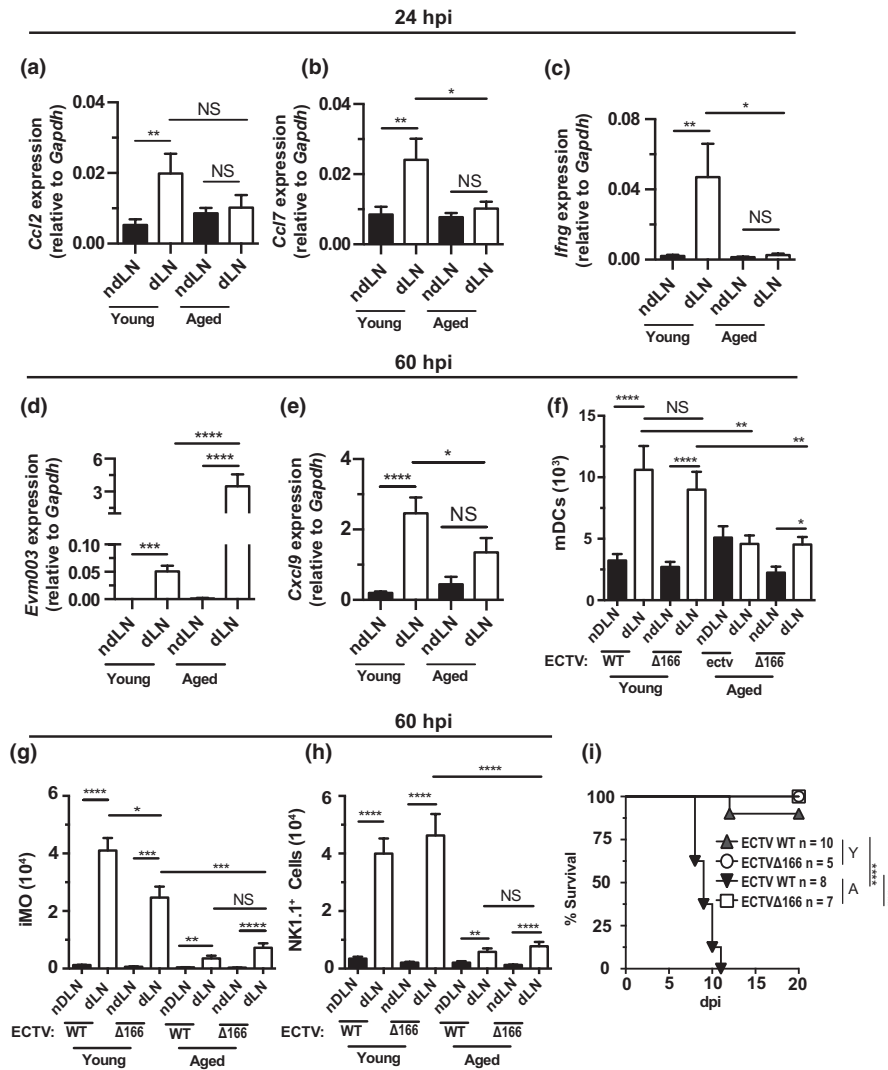 24 hpi
(a)
Ccl2 expression
(relative to Gapdh)
0.04
0.02
0.00
**
NS
NS
ndLN
dLN
ndLN
dLN
Young
Aged
(b)
Ccl7 expression
(relative to Gapdh)
0.04
0.02
0.00
**
*
NS
ndLN
dLN
ndLN
dLN
Young
Aged
(c)
Ifng expression
(relative to Gapdh)
0.08
0.04
0.00
**
*
NS
ndLN
dLN
ndLN
dLN
Young
Aged
60 hpi
(d)
Evm003 expression
(relative to Gapdh)
6
3
0.10
0.05
0.00
***
****
****
ndLN
dLN
ndLN
dLN
Young
Aged
(e)
Cxcl9 expression
(relative to Gapdh)
4
2
0
****
*
NS
ndLN
dLN
ndLN
dLN
Young
Aged
(f)
mDCs (10³)
15
10
5
0
****
NS
**
**
****
*
nDLN
dLN
ndLN
dLN
nDLN
dLN
ndLN
dLN
ECTV: WT Δ166 ectv Δ166
Young
Aged
60 hpi
(g)
iMO (10⁴)
6
4
2
0
****
*
***
***
NS
**
****
nDLN
dLN
ndLN
dLN
nDLN
dLN
ndLN
dLN
ECTV: WT Δ166 WT Δ166
Young
Aged
(h)
NK1.1⁺ Cells (10⁴)
6
4
2
0
****
****
****
NS
**
****
nDLN
dLN
ndLN
dLN
nDLN
dLN
ndLN
dLN
WT Δ166 WT Δ166
ECTV:
Young
Aged
(i)
% Survival
100
75
50
25
0
0 5 10 15 20
dpi
ECTV WT n = 10
ECTVΔ166 n = 5
Y
ECTV WT n = 8
ECTVΔ166 n = 7
A
****